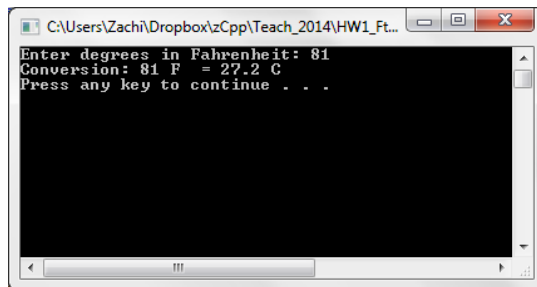 C:\Users\Zachi\Dropbox\zCpp\Teach_2014\HW1_Ft...
Enter degrees in Fahrenheit: 81
Conversion: 81 F  = 27.2 C
Press any key to continue . . .